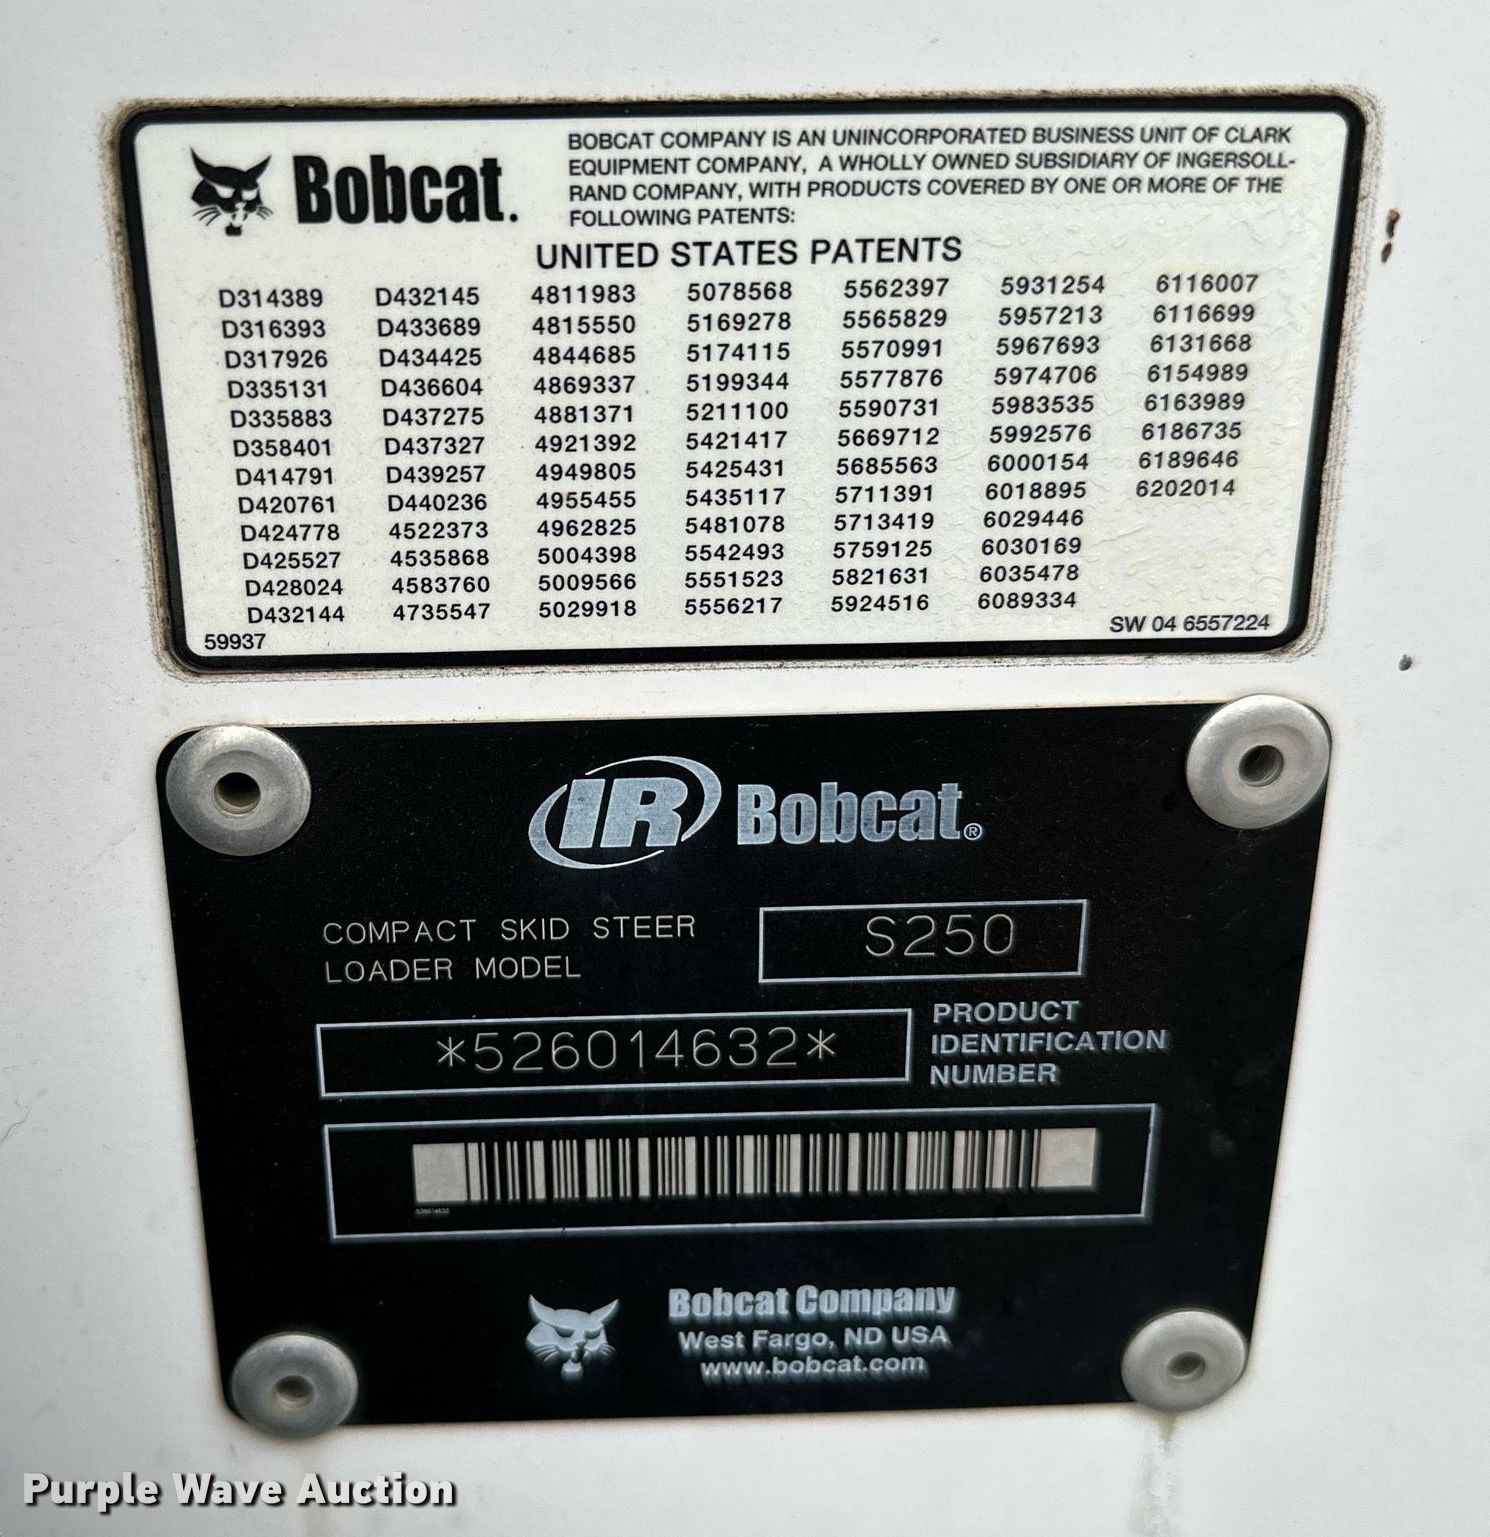 Bobcat.
BOBCAT COMPANY IS AN UNINCORPORATED BUSINESS UNIT OF CLARK
EQUIPMENT COMPANY, A WHOLLY OWNED SUBSIDIARY OF INGERSOLL-
RAND COMPANY, WITH PRODUCTS COVERED BY ONE OR MORE OF THE
FOLLOWING PATENTS:
UNITED STATES PATENTS
D314389 D432145 4811983 5078568 5562397 5931254 6116007
D316393 D433689 4815550 5169278 5565829 5957213 6116699
D317926 D434425 4844685 5174115 5570991 5967693 6131668
D335131 D436604 4869337 5199344 5577876 5974706 6154989
D335883 D437275 4881371 5211100 5590731 5983535 6163989
D358401 D437327 4921392 5421417 5669712 5992576 6186735
D414791 D439257 4949805 5425431 5685563 6000154 6189646
D420761 D440236 4955455 5435117 5711391 6018895 6202014
D424778 4522373 4962825 5481078 5713419 6029446
D425527 4535868 5004398 5542493 5759125 6030169
D428024 4583760 5009566 5551523 5821631 6035478
D432144 4735547 5029918 5556217 5924516 6089334
59937 SW 04 6557224
IR Bobcat®
COMPACT SKID STEER
LOADER MODEL
S250
*526014632*
PRODUCT
IDENTIFICATION
NUMBER
526014632
Bobcat Company
West Fargo, ND USA
www.bobcat.com
Purple Wave Auction